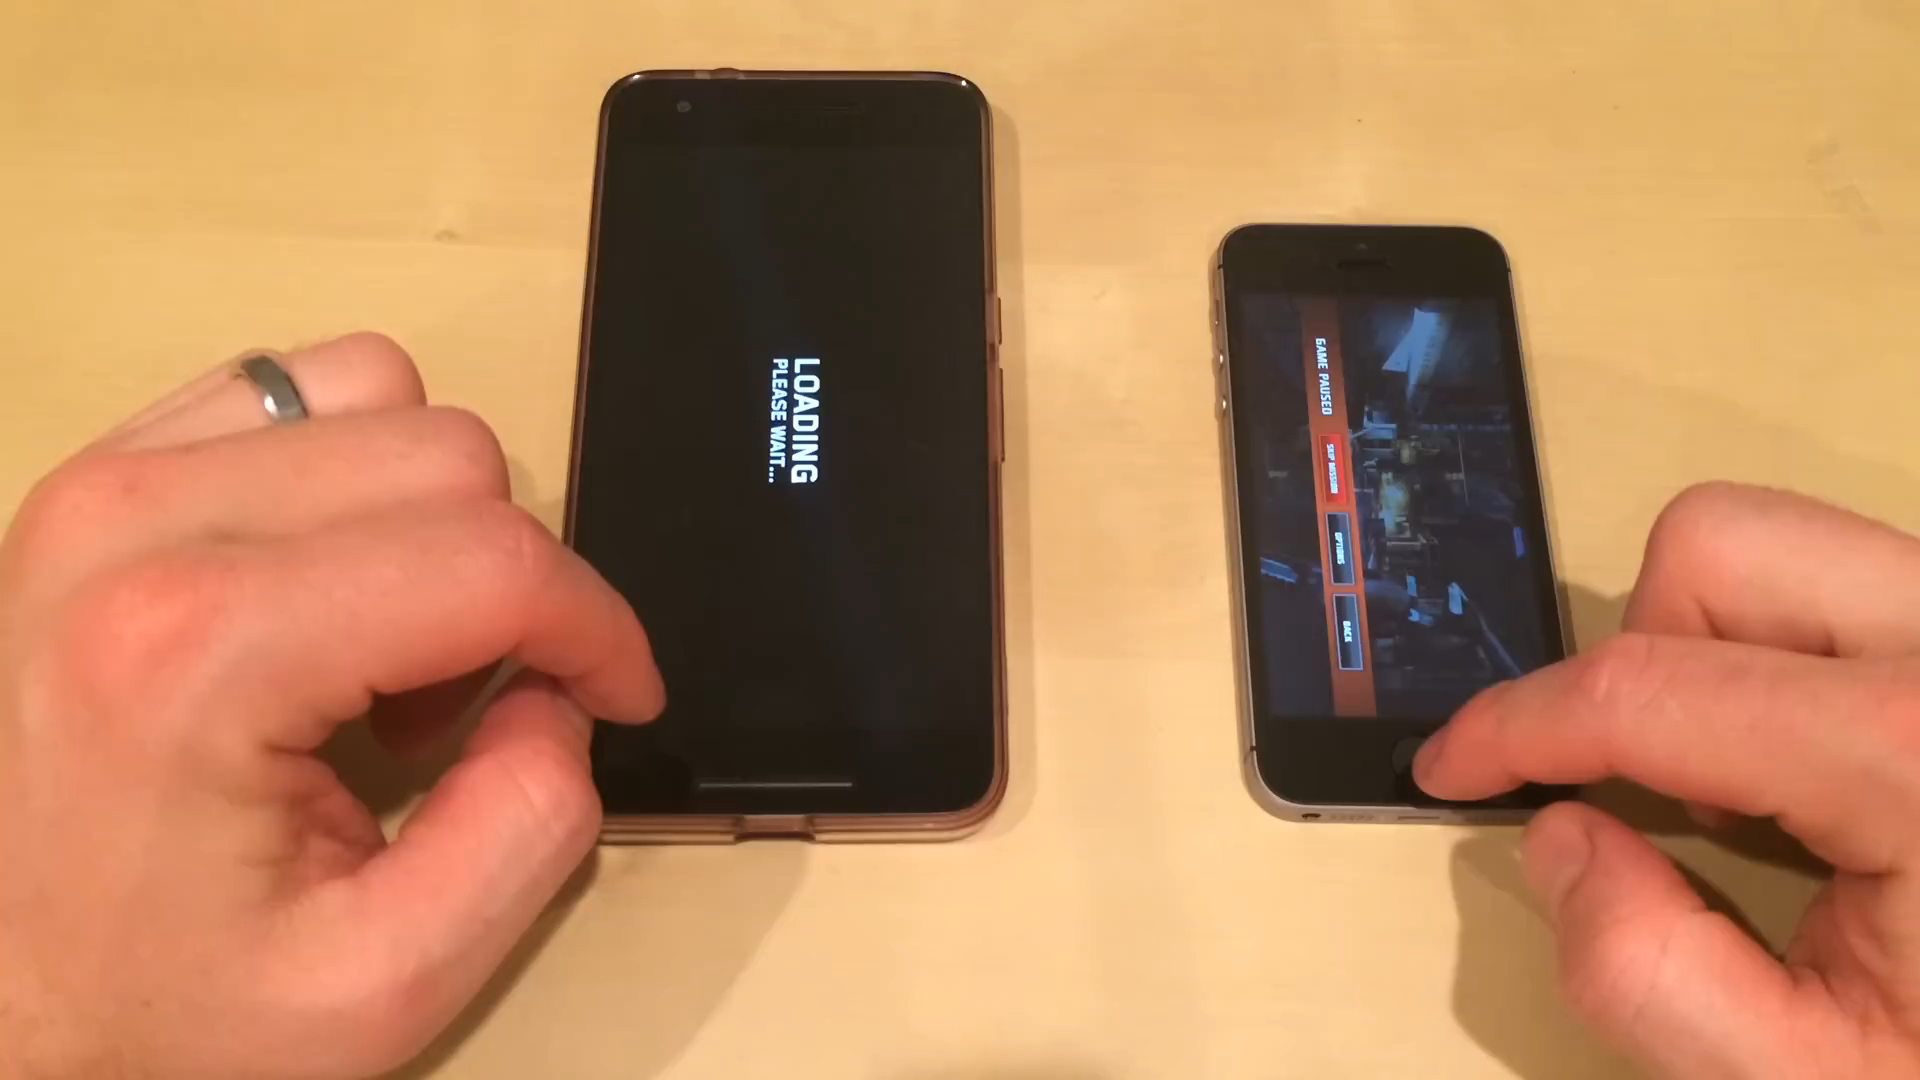 LOADING
PLEASE WAIT...
GAME PAUSED
SKIP MISSION
OPTIONS
BACK